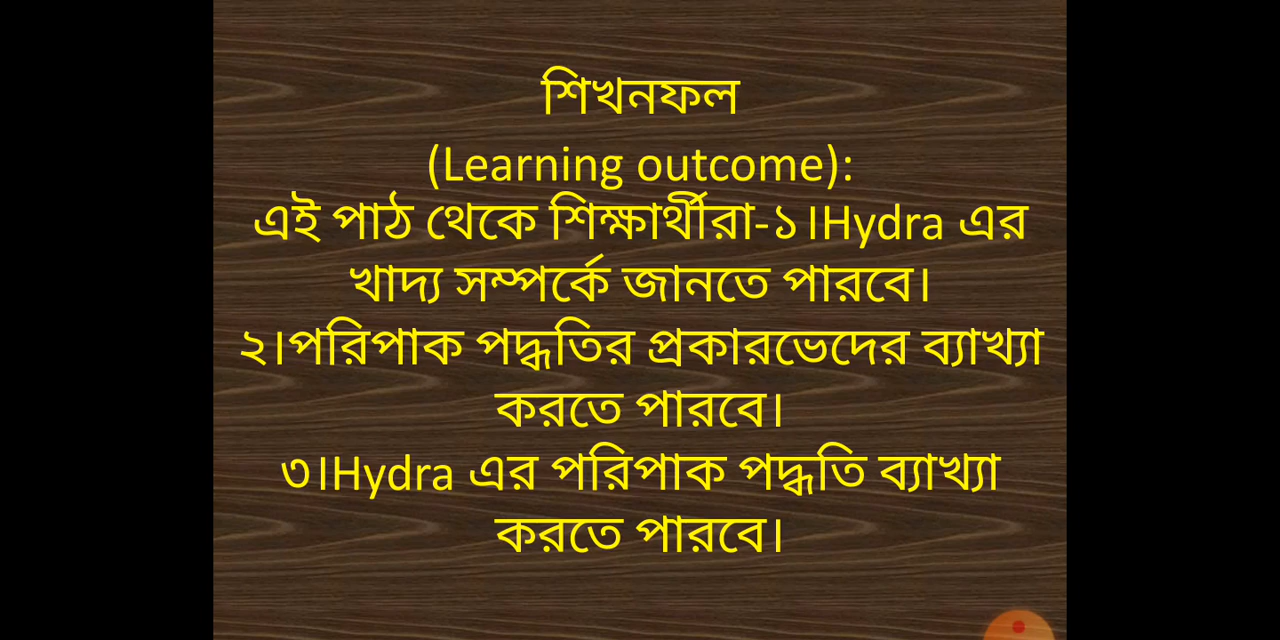 শিখনফল
(Learning outcome):
এই পাঠ থেকে শিক্ষার্থীরা-১।Hydra এর
খাদ্য সম্পর্কে জানতে পারবে।
২।পরিপাক পদ্ধতির প্রকারভেদের ব্যাখ্যা
করতে পারবে।
৩।Hydra এর পরিপাক পদ্ধতি ব্যাখ্যা
করতে পারবে।